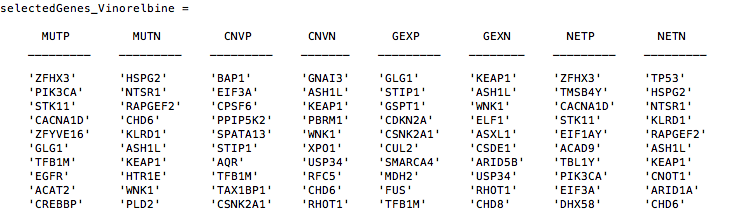 selectedGenes_Vinorelbine =
MUTP MUTN CNVP CNVN GEXP GEXN NETP NETN
_________ __________ _________ _______ _________ ________ _________ __________
'ZFHX3' 'HSPG2' 'BAP1' 'GNAI3' 'GLG1' 'KEAP1' 'ZFHX3' 'TP53'
'PIK3CA' 'NTSR1' 'EIF3A' 'ASH1L' 'STIP1' 'ASH1L' 'TMSB4Y' 'HSPG2'
'STK11' 'RAPGEF2' 'CPSF6' 'KEAP1' 'GSPT1' 'WNK1' 'CACNA1D' 'NTSR1'
'CACNA1D' 'CHD6' 'PPIP5K2' 'PBRM1' 'CDKN2A' 'ELF1' 'STK11' 'KLRD1'
'ZFYVE16' 'KLRD1' 'SPATA13' 'WNK1' 'CSNK2A1' 'ASXL1' 'EIF1AY' 'RAPGEF2'
'GLG1' 'ASH1L' 'STIP1' 'XPO1' 'CUL2' 'CSDE1' 'ACAD9' 'ASH1L'
'TFB1M' 'KEAP1' 'AQR' 'USP34' 'SMARCA4' 'ARID5B' 'TBL1Y' 'KEAP1'
'EGFR' 'HTR1E' 'TFB1M' 'RFC5' 'MDH2' 'USP34' 'PIK3CA' 'CNOT1'
'ACAT2' 'WNK1' 'TAX1BP1' 'CHD6' 'FUS' 'RHOT1' 'EIF3A' 'ARID1A'
'CREBBP' 'PLD2' 'CSNK2A1' 'RHOT1' 'TFB1M' 'CHD8' 'DHX58' 'CHD6'